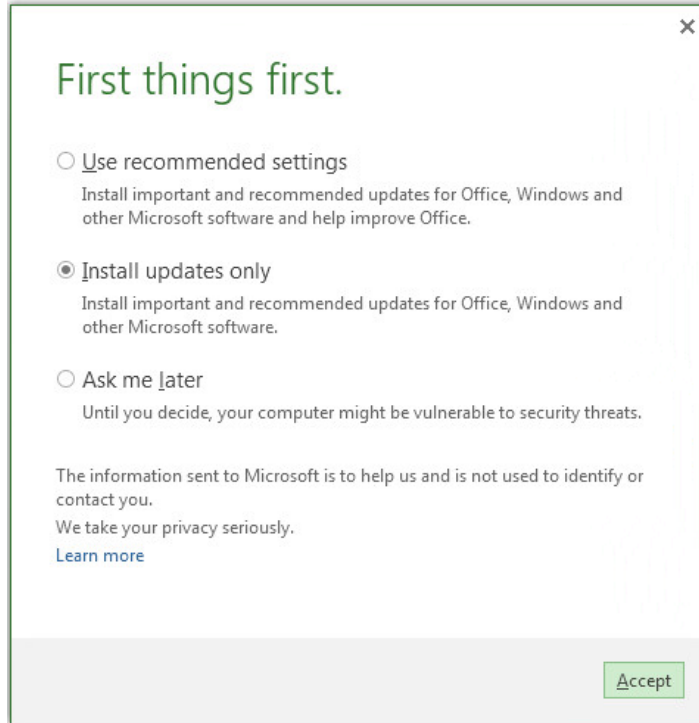 First things first.
Use recommended settings
Install important and recommended updates for Office, Windows and
other Microsoft software and help improve Office.
Install updates only
Install important and recommended updates for Office, Windows and
other Microsoft software.
Ask me later
Until you decide, your computer might be vulnerable to security threats.
The information sent to Microsoft is to help us and is not used to identify or
contact you.
We take your privacy seriously.
Learn more
Accept